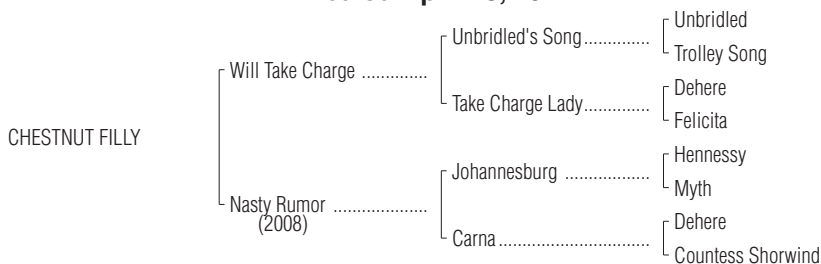 Unbridled
Unbridled's Song..............
Trolley Song
Will Take Charge ..............
Dehere
Take Charge Lady..............
Felicita
CHESTNUT FILLY
Hennessy
Johannesburg ..................
Myth
Nasty Rumor ....................
(2008)
Dehere
Carna................................
Countess Shorwind